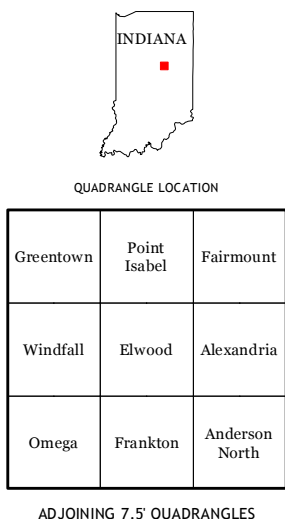 INDIANA
QUADRANGLE LOCATION
Greentown
Point
Isabel
Fairmount
Windfall
Elwood
Alexandria
Omega
Frankton
Anderson
North
ADJOINING 7.5' QUADRANGLES